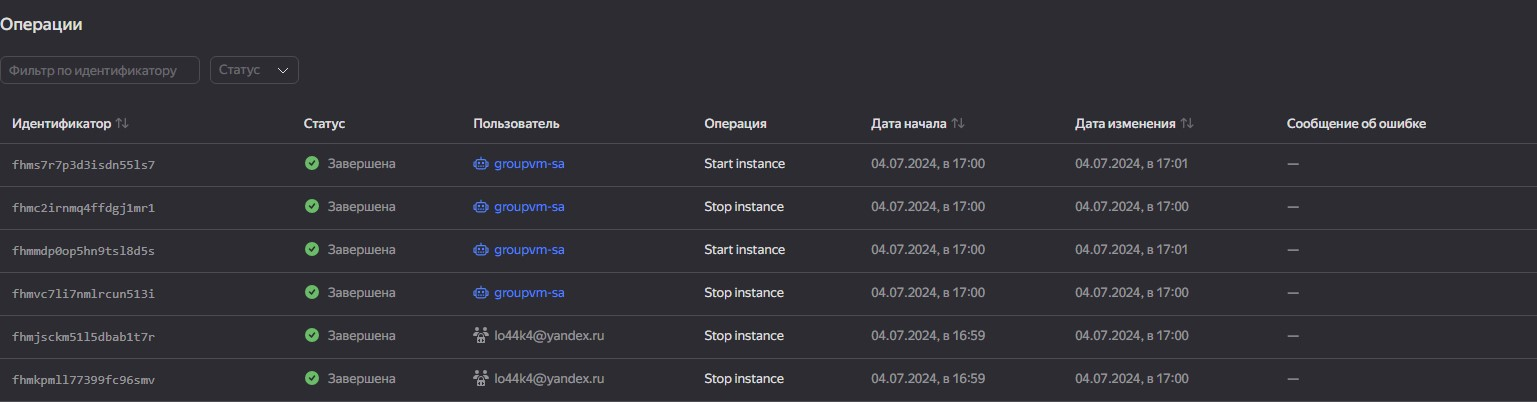 Операции
Фильтр по идентификатору Статус
Идентификатор Статус Пользователь Операция Дата начала Дата изменения Сообщение об ошибке
fhms7r7p3d3isdn55ls7 Завершена groupvm-sa Start instance 04.07.2024, в 17:00 04.07.2024, в 17:01 —
fhmc2irnmq4ffdgj1mr1 Завершена groupvm-sa Stop instance 04.07.2024, в 17:00 04.07.2024, в 17:00 —
fhmmdp0op5hn9tsl8d5s Завершена groupvm-sa Start instance 04.07.2024, в 17:00 04.07.2024, в 17:01 —
fhmvc7li7nmlrcun513i Завершена groupvm-sa Stop instance 04.07.2024, в 17:00 04.07.2024, в 17:00 —
fhmjsckm51l5dbab1t7r Завершена lo44k4@yandex.ru Stop instance 04.07.2024, в 16:59 04.07.2024, в 17:00 —
fhmkpmll77399fc96smv Завершена lo44k4@yandex.ru Stop instance 04.07.2024, в 16:59 04.07.2024, в 17:00 —